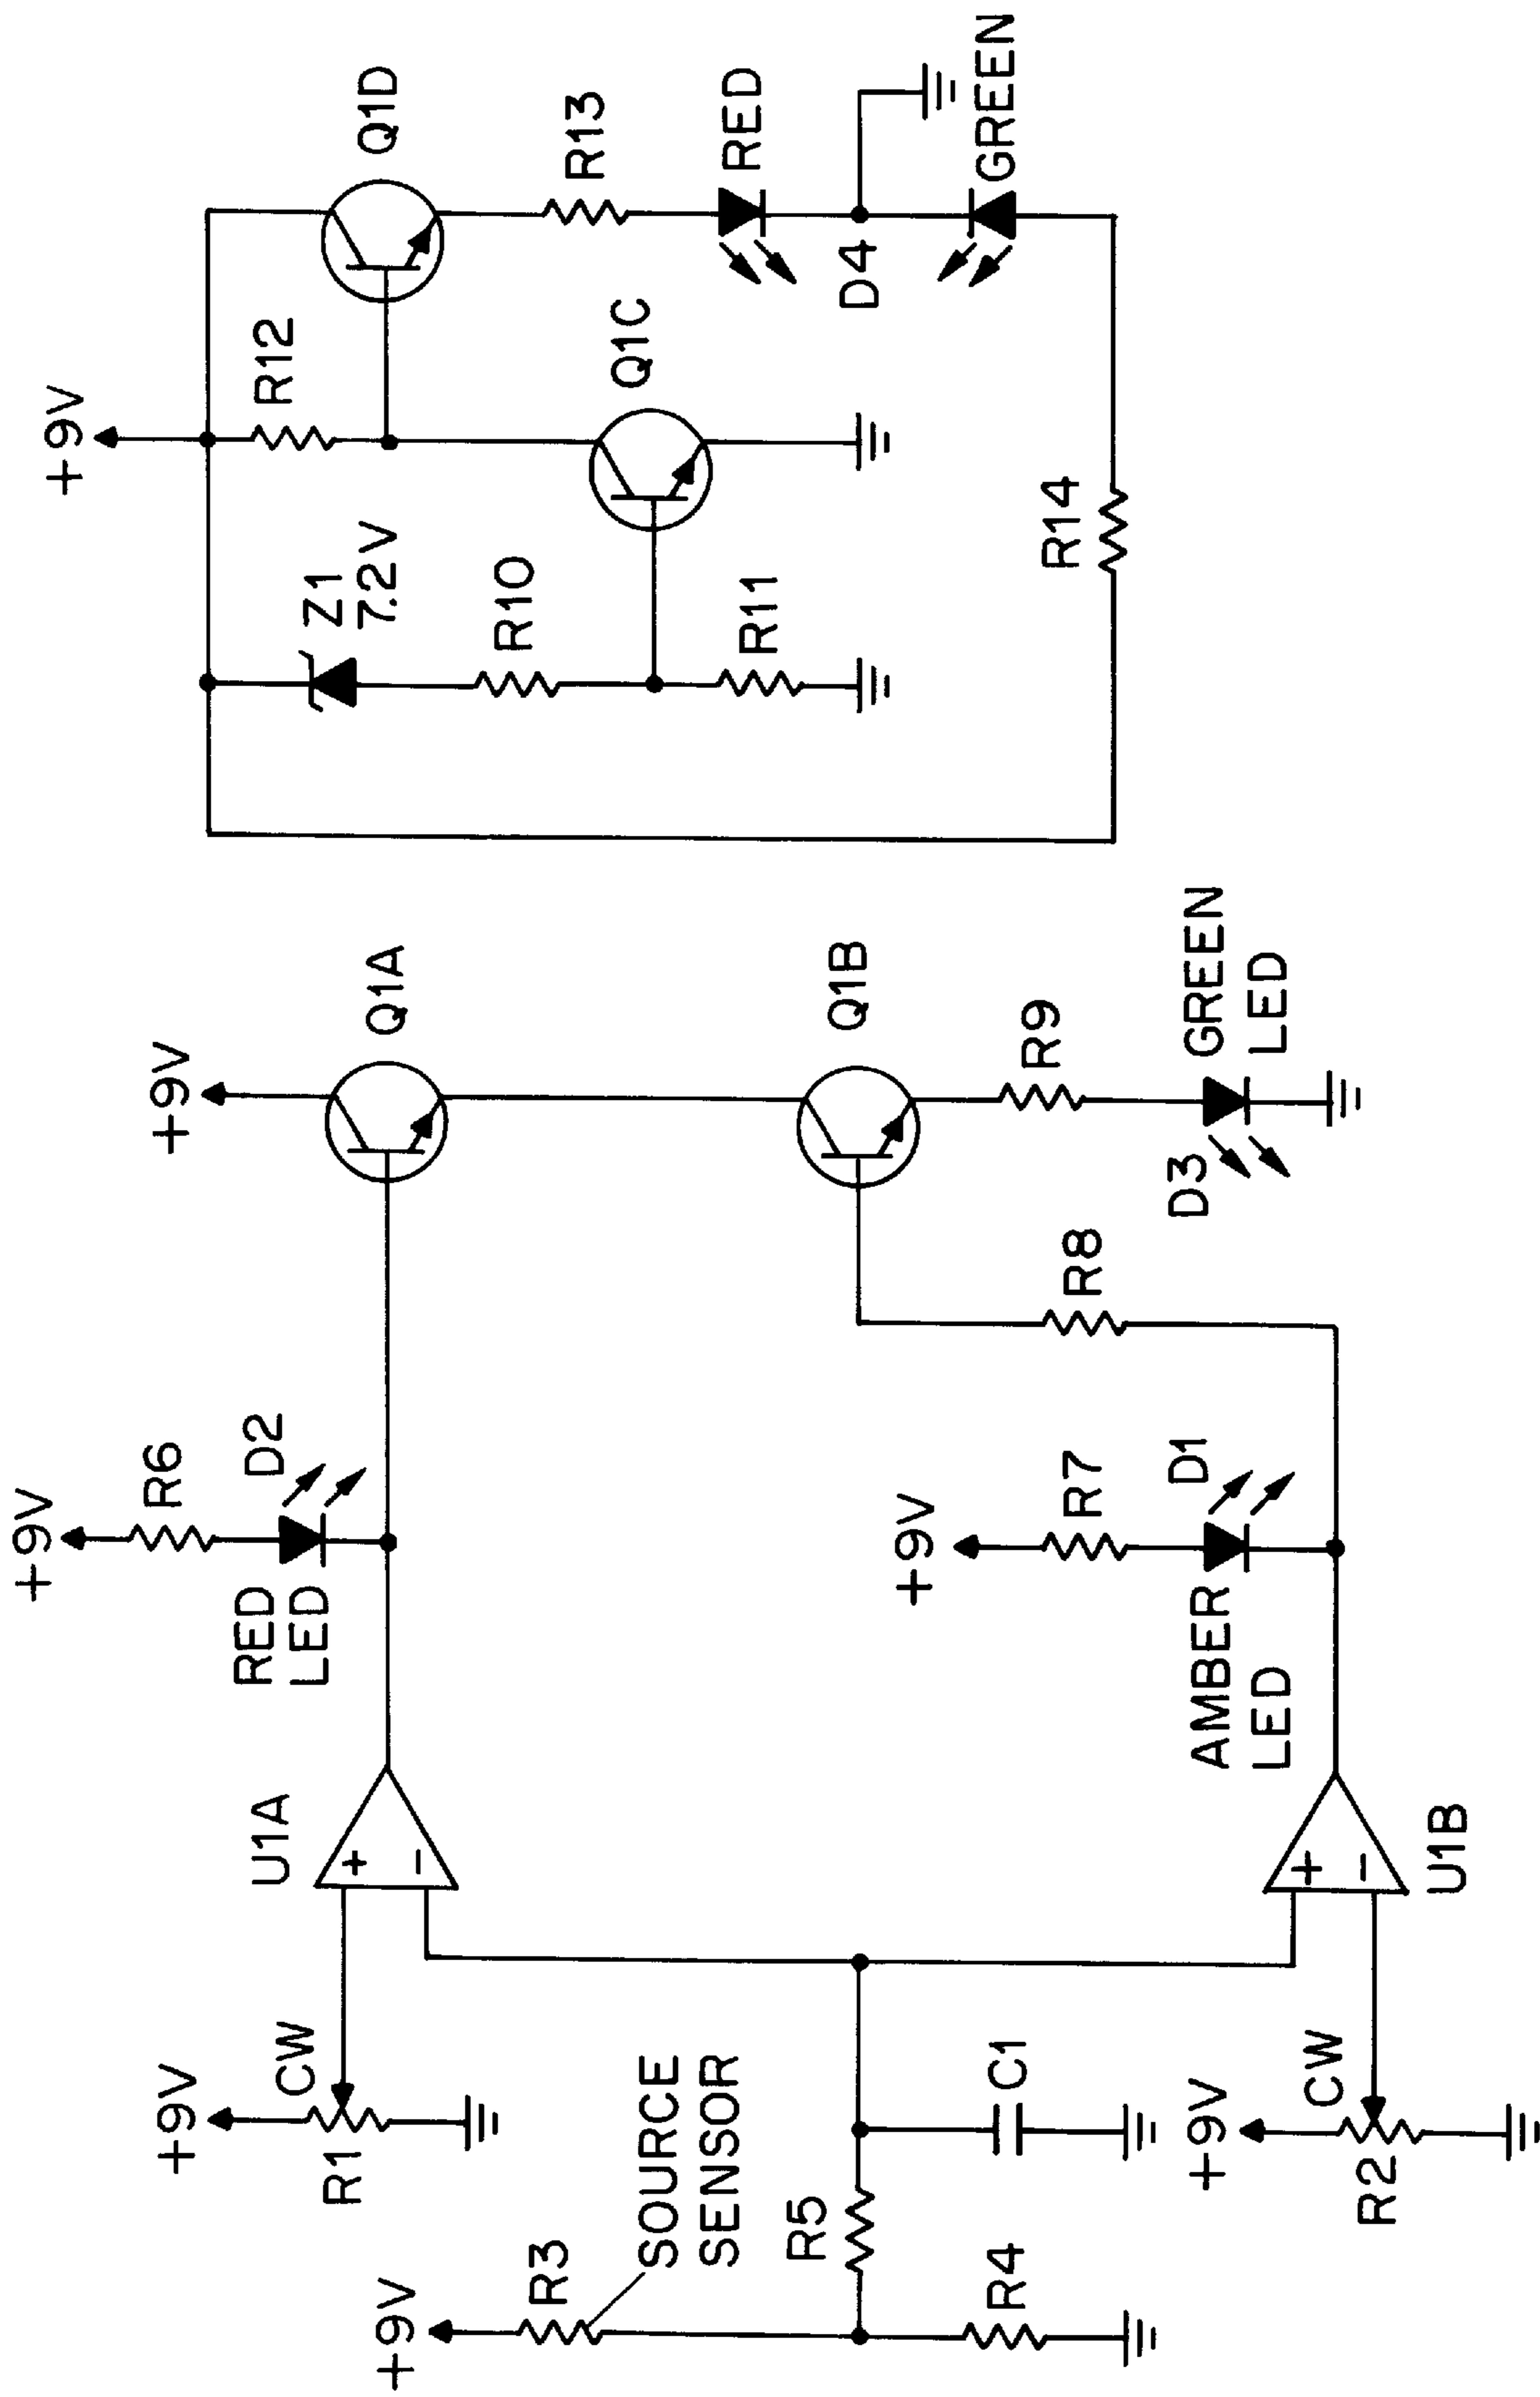 +9V
R3
SOURCE
SENSOR
R4
R5
C1
+9V
R1
CW
+9V
R2
CW
U1A
+
−
U1B
+
−
+9V
R6
D2
RED
LED
+9V
R7
D1
AMBER
LED
R8
+9V
Q1A
Q1B
R9
D3
GREEN
LED
+9V
Z1
7.2V
R10
R11
R12
Q1C
Q1D
R13
RED
D4
GREEN
R14